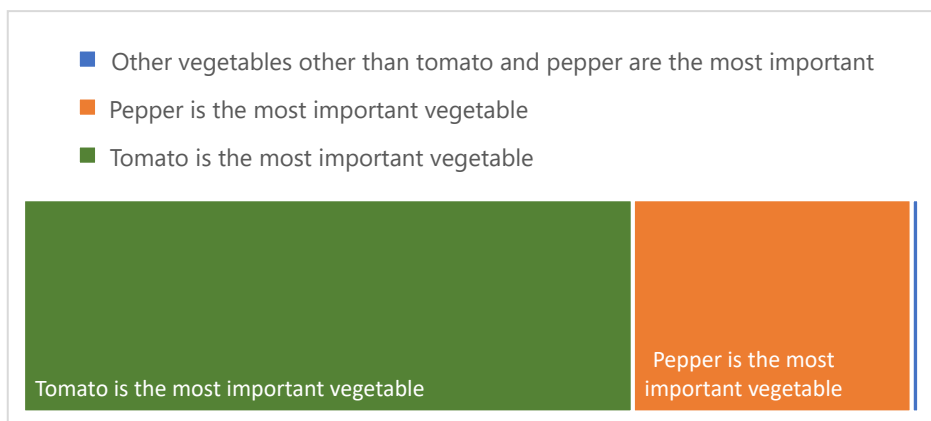 Other vegetables other than tomato and pepper are the most important
Pepper is the most important vegetable
Tomato is the most important vegetable
Tomato is the most important vegetable
Pepper is the most
important vegetable